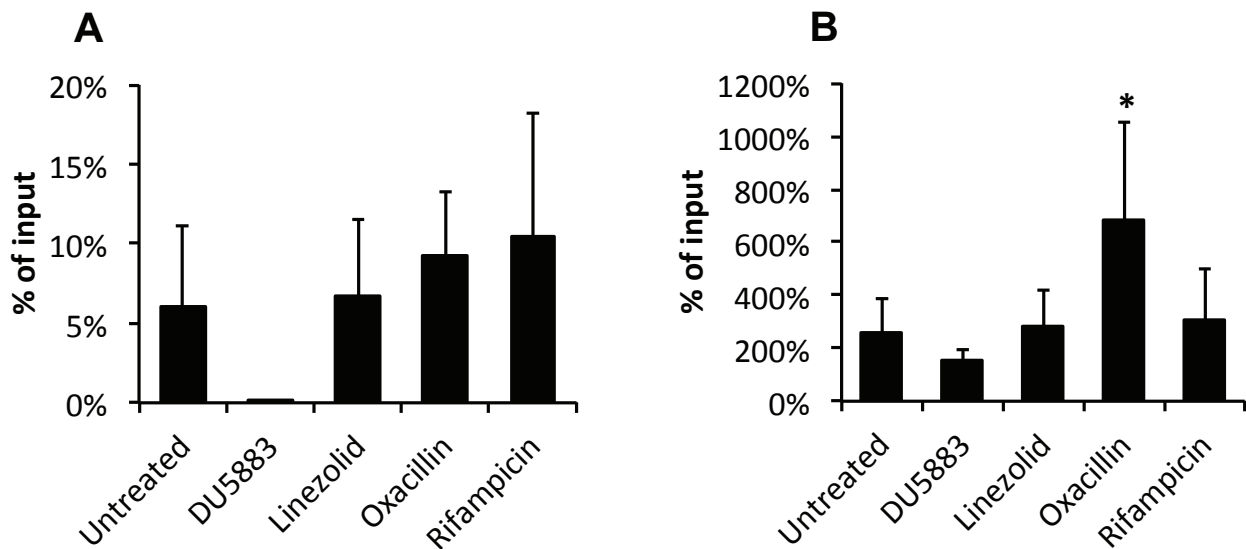 A
% of input
20%
15%
10%
5%
0%
Untreated
DU5883
Linezolid
Oxacillin
Rifampicin
B
% of input
1200%
1000%
800%
600%
400%
200%
0%
*
Untreated
DU5883
Linezolid
Oxacillin
Rifampicin